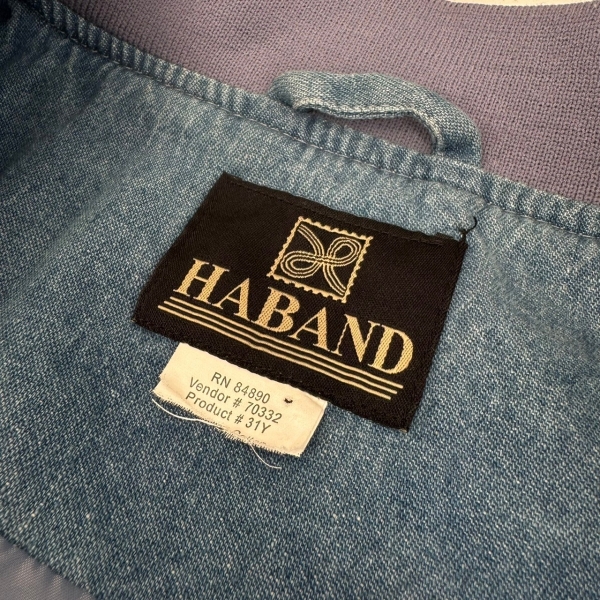 HABAND
RN 84890
Vendor # 70332
Product # 31Y